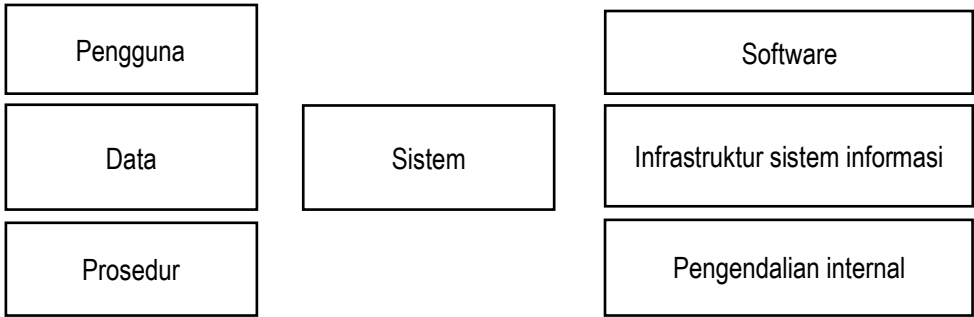 Pengguna
Software
Data
Sistem
Infrastruktur sistem informasi
Prosedur
Pengendalian internal